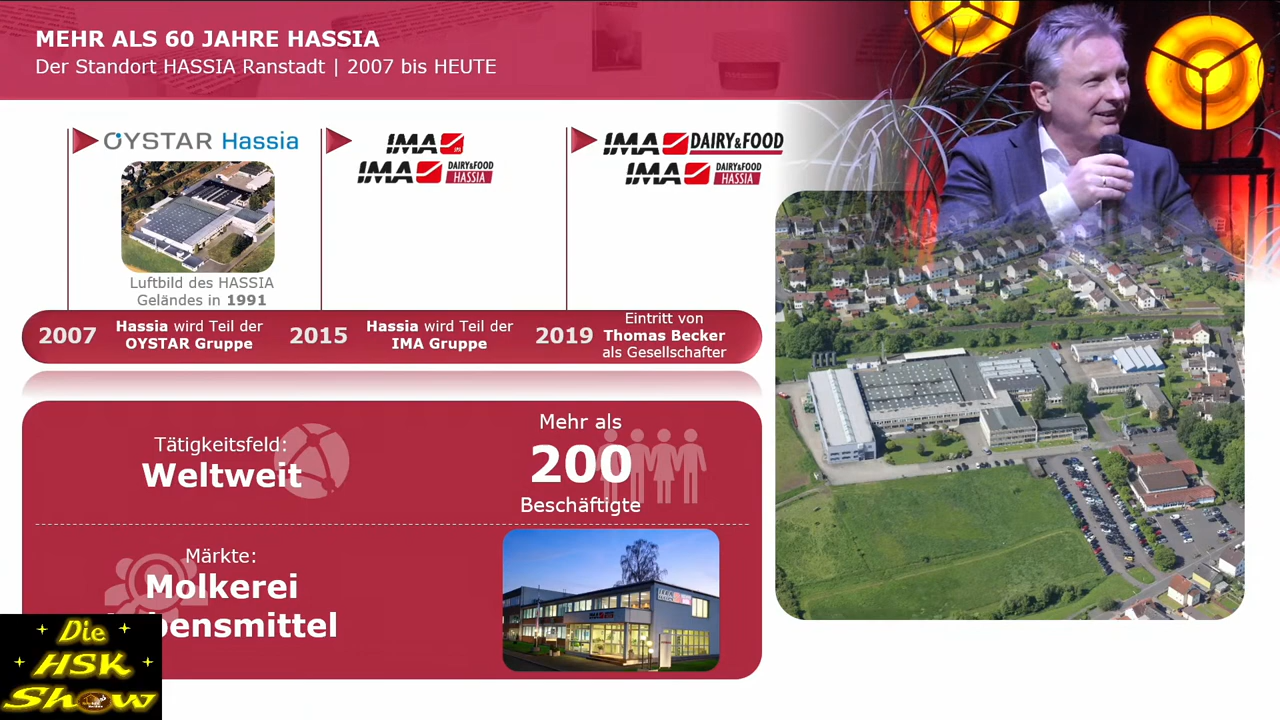 MEHR ALS 60 JAHRE HASSIA
Der Standort HASSIA Ranstadt | 2007 bis HEUTE
OYSTAR Hassia
IMA
IMA DAIRY&FOOD HASSIA
IMA DAIRY&FOOD
IMA DAIRY&FOOD HASSIA
Luftbild des HASSIA
Geländes in 1991
2007
Hassia wird Teil der
OYSTAR Gruppe
2015
Hassia wird Teil der
IMA Gruppe
2019
Eintritt von
Thomas Becker
als Gesellschafter
Tätigkeitsfeld:
Weltweit
Mehr als
200
Beschäftigte
Märkte:
Molkerei
Die
HSK
Show